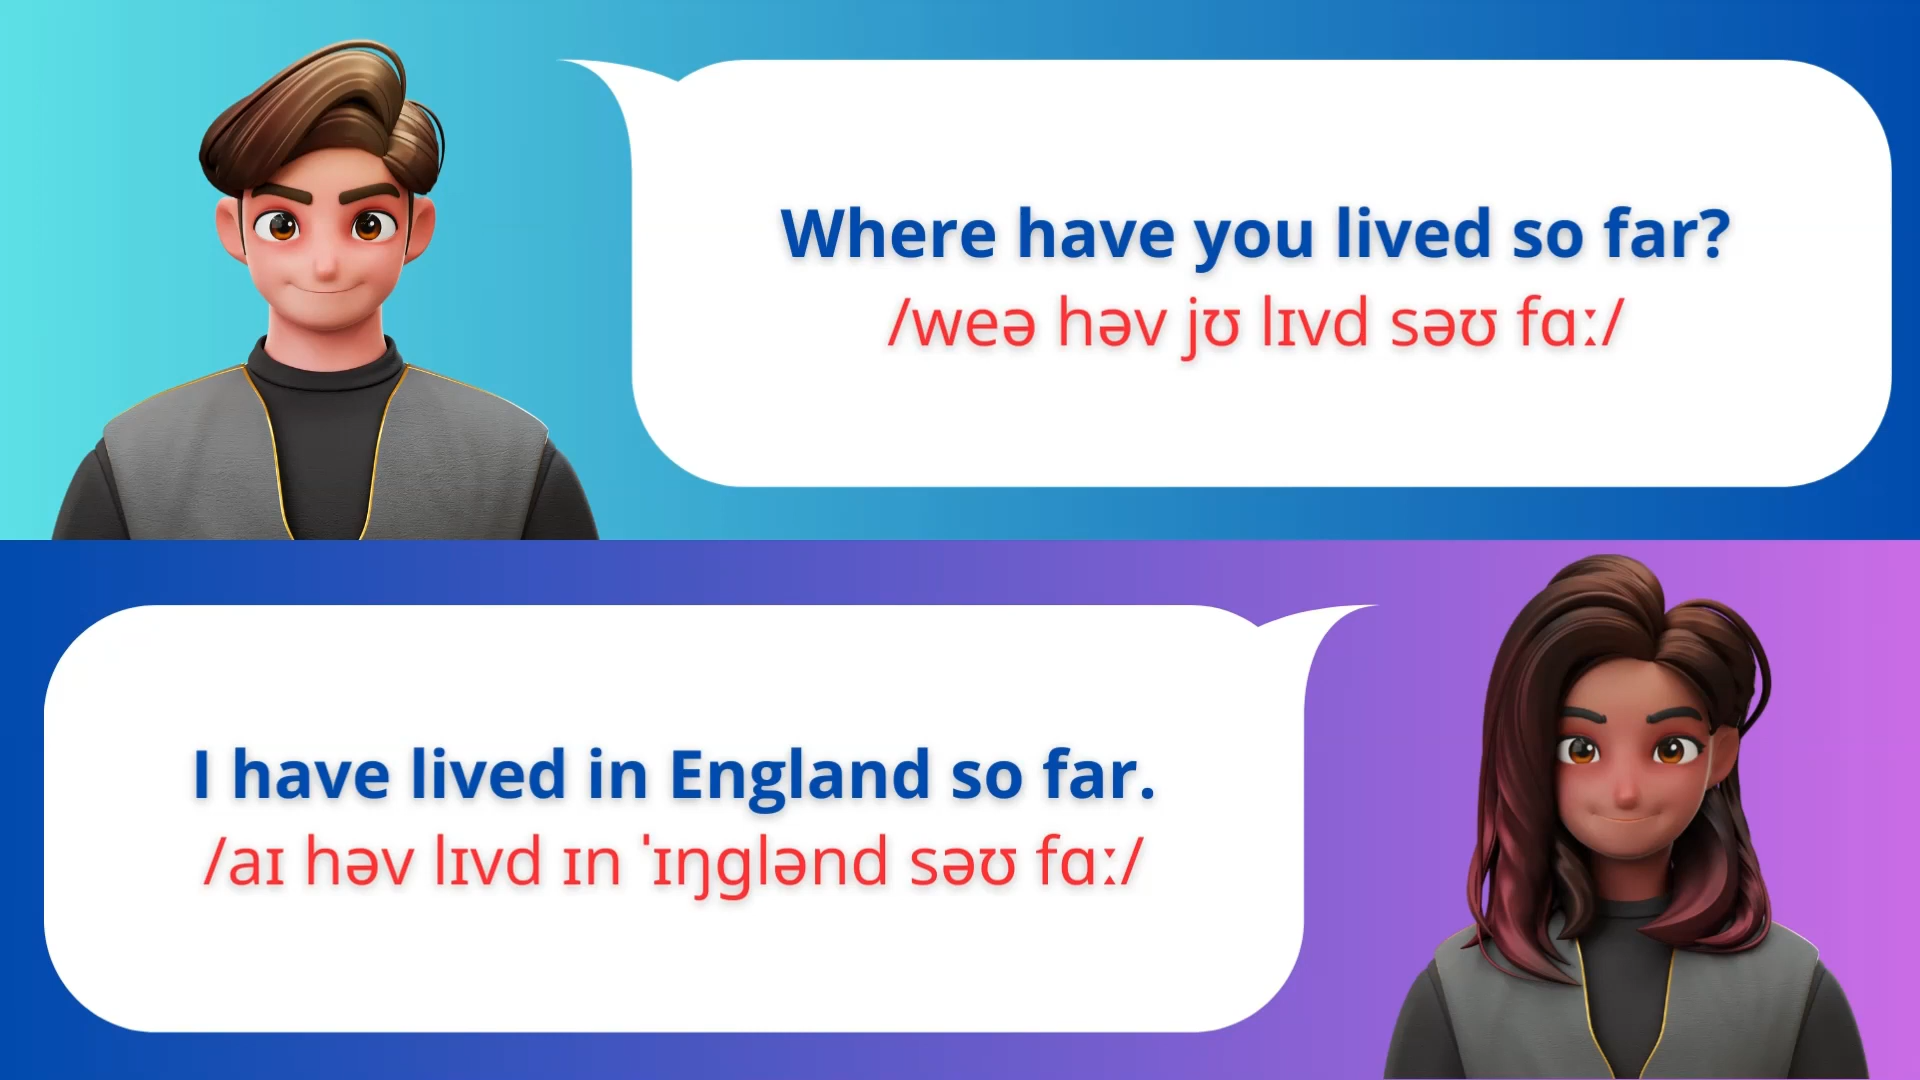 Where have you lived so far?
/weə həv jʊ lɪvd səʊ fɑː/
I have lived in England so far.
/aɪ həv lɪvd ɪn ˈɪŋglənd səʊ fɑː/